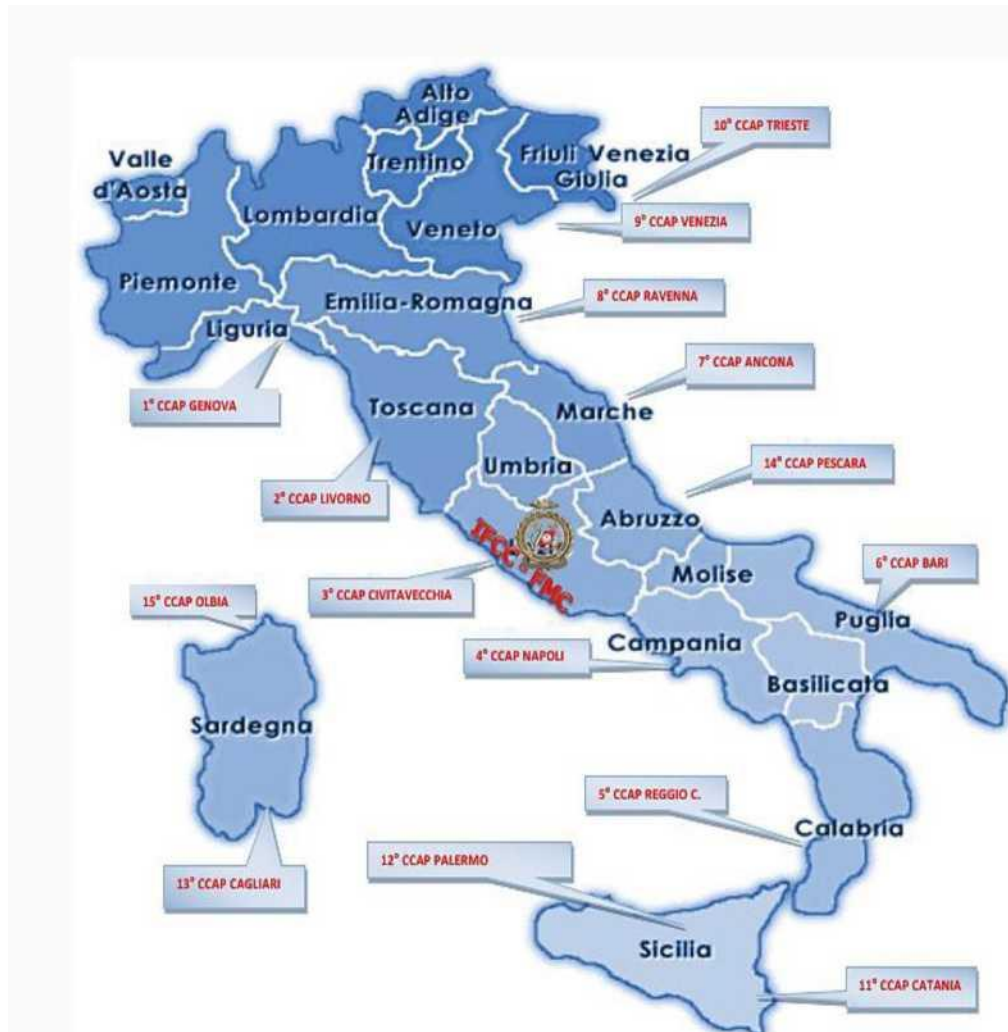 Alto
Adige
10° CCAP TRIESTE
Valle
d'Aosta
Trentino
Friuli Venezia
Giulia
Lombardia
Veneto
9° CCAP VENEZIA
Piemonte
Emilia-Romagna
8° CCAP RAVENNA
Liguria
7° CCAP ANCONA
1° CCAP GENOVA
Toscana
Marche
Umbria
14° CCAP PESCARA
2° CCAP LIVORNO
Abruzzo
IFCC - FMC
6° CCAP BARI
Molise
3° CCAP CIVITAVECCHIA
15° CCAP OLBIA
Puglia
Campania
4° CCAP NAPOLI
Basilicata
Sardegna
5° CCAP REGGIO C.
Calabria
12° CCAP PALERMO
13° CCAP CAGLIARI
Sicilia
11° CCAP CATANIA